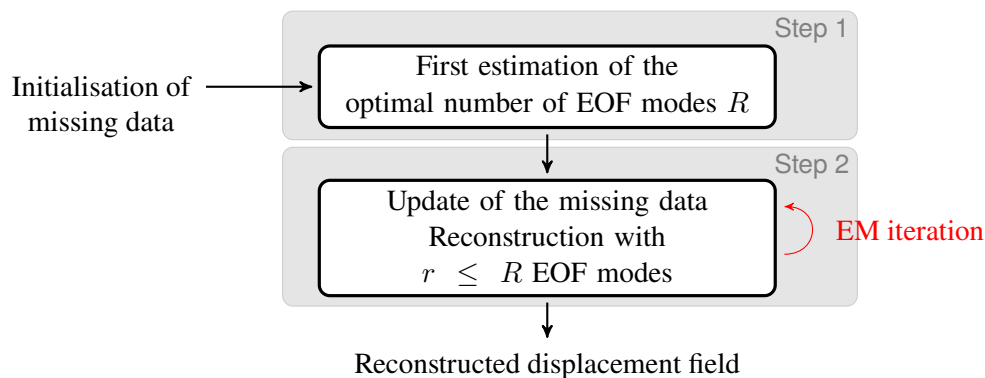 Step 1
Initialisation of
missing data
First estimation of the
optimal number of EOF modes R
Step 2
Update of the missing data
Reconstruction with
r ≤ R EOF modes
EM iteration
Reconstructed displacement field